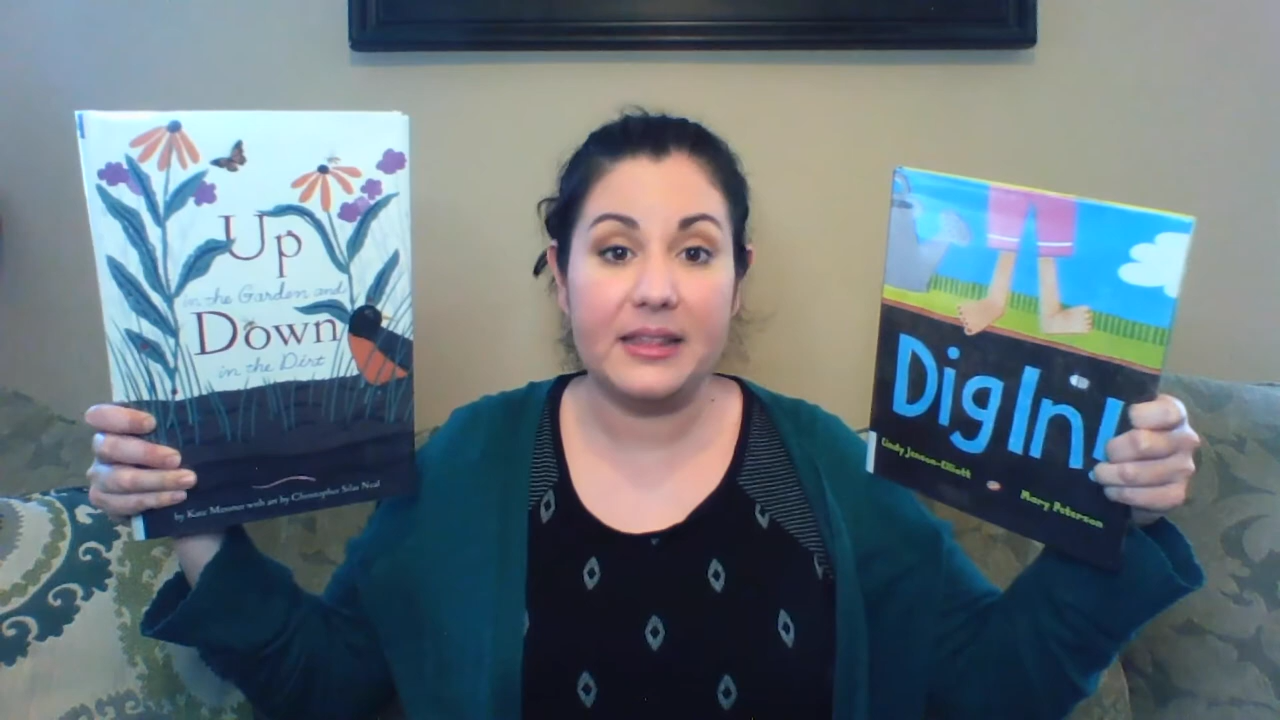 Up
in the Garden and
Down
in the Dirt
by Kate Messner with art by Christopher Silas Neal
Dig In!
Cindy Jenson-Elliott
Mary Peterson